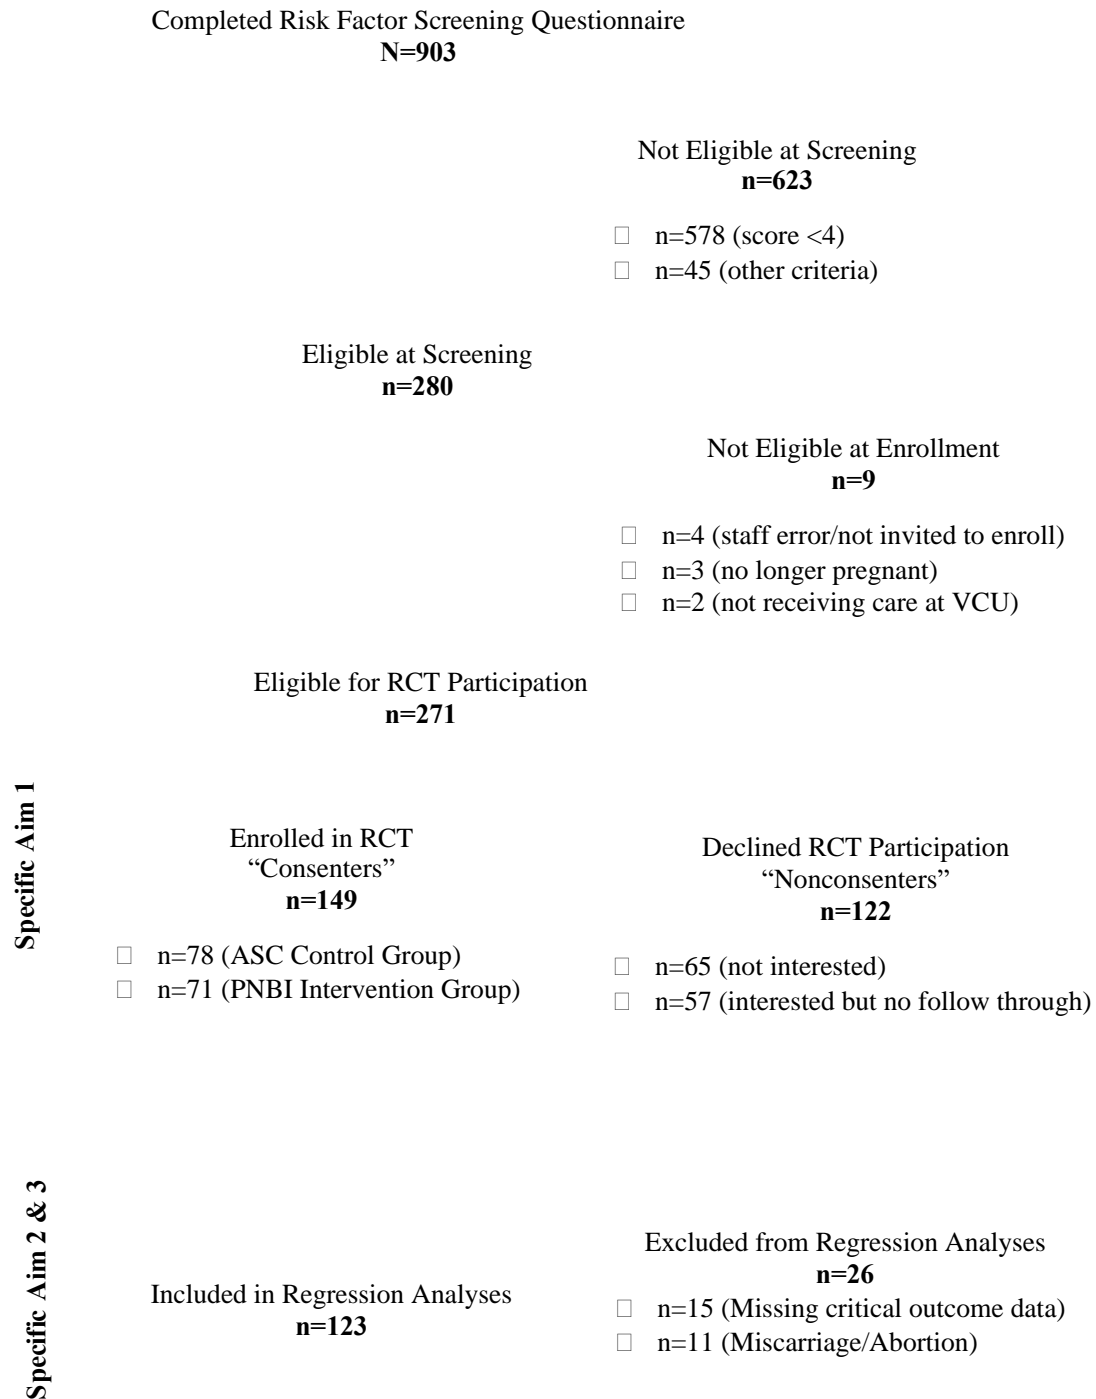 Completed Risk Factor Screening Questionnaire
N=903
Not Eligible at Screening
n=623
n=578 (score <4)
n=45 (other criteria)
Eligible at Screening
n=280
Not Eligible at Enrollment
n=9
n=4 (staff error/not invited to enroll)
n=3 (no longer pregnant)
n=2 (not receiving care at VCU)
Eligible for RCT Participation
n=271
Specific Aim 1
Enrolled in RCT
“Consenters”
n=149
n=78 (ASC Control Group)
n=71 (PNBI Intervention Group)
Declined RCT Participation
“Nonconsenters”
n=122
n=65 (not interested)
n=57 (interested but no follow through)
Specific Aim 2 & 3
Included in Regression Analyses
n=123
Excluded from Regression Analyses
n=26
n=15 (Missing critical outcome data)
n=11 (Miscarriage/Abortion)